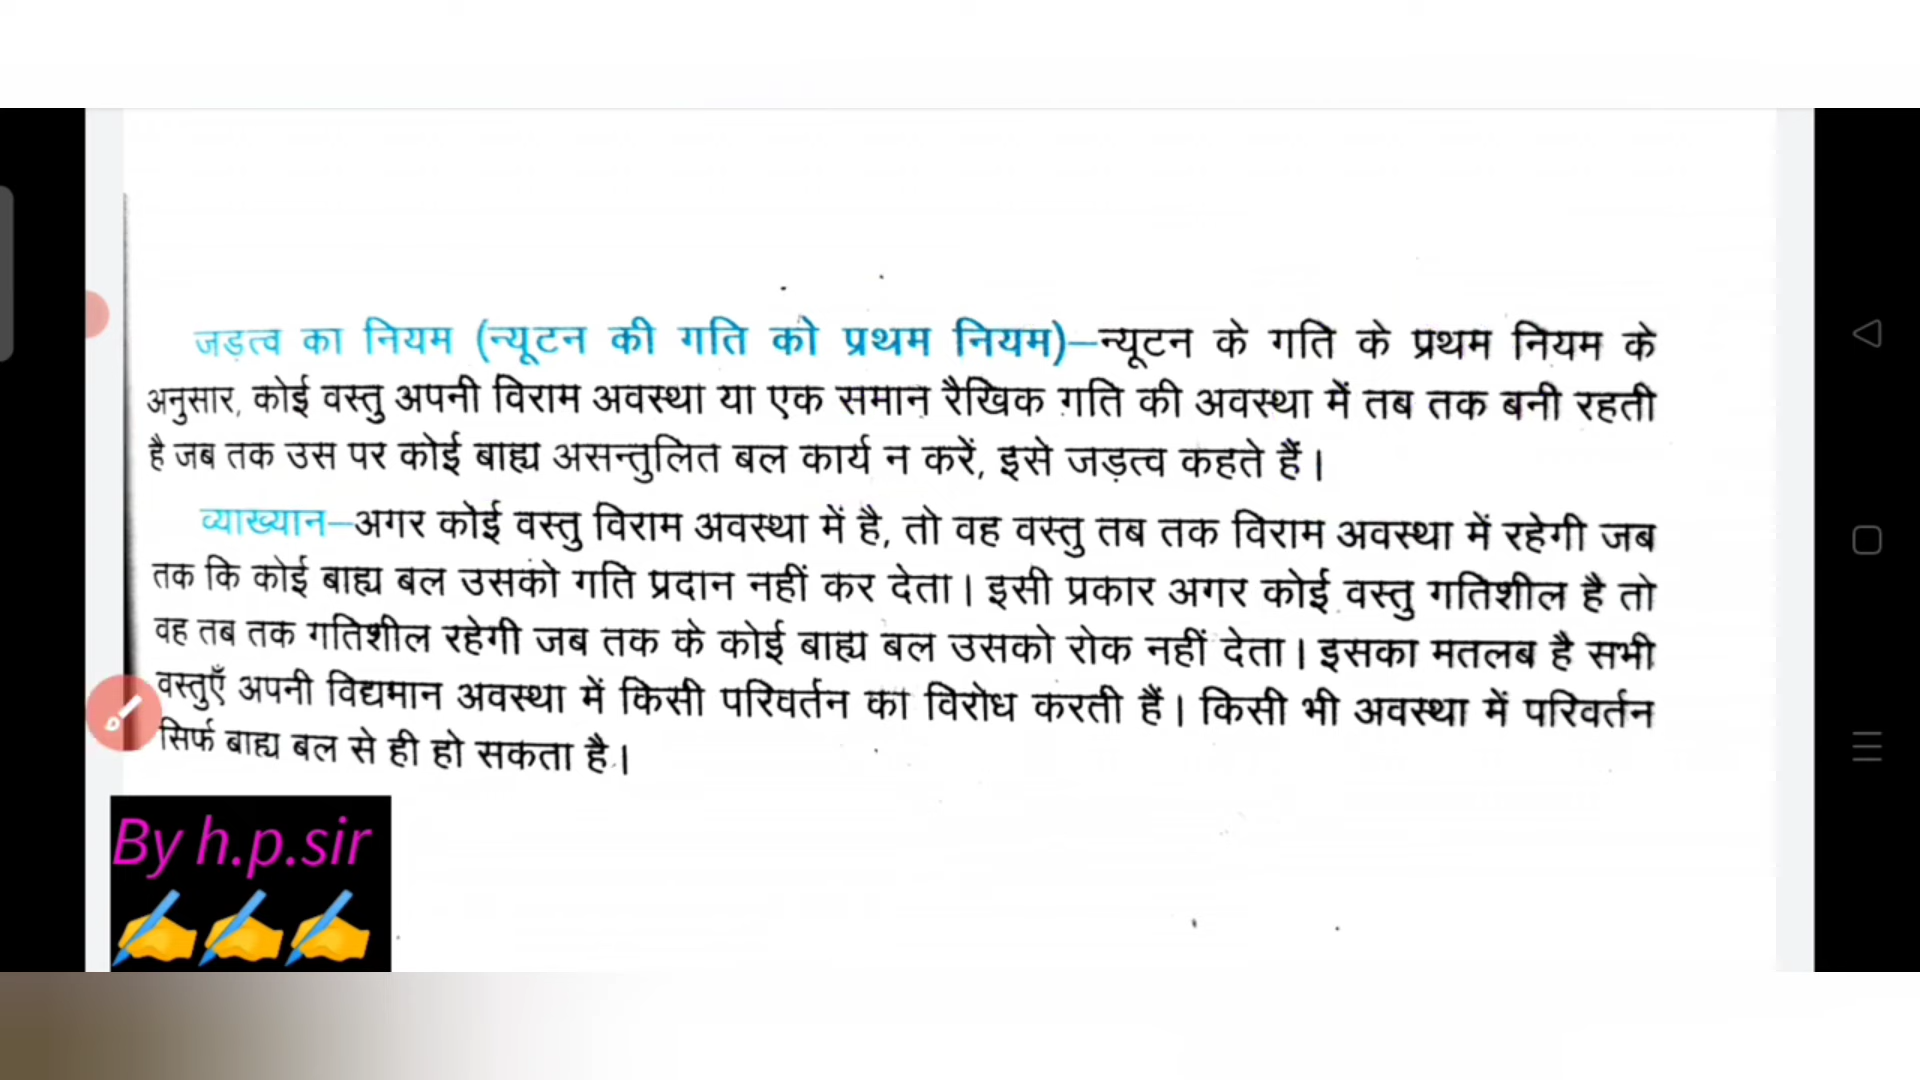 जड़त्व का नियम (न्यूटन की गति को प्रथम नियम)–न्यूटन के गति के प्रथम नियम के
अनुसार, कोई वस्तु अपनी विराम अवस्था या एक समान रैखिक गति की अवस्था में तब तक बनी रहती
है जब तक उस पर कोई बाह्य असन्तुलित बल कार्य न करें, इसे जड़त्व कहते हैं।
व्याख्यान–अगर कोई वस्तु विराम अवस्था में है, तो वह वस्तु तब तक विराम अवस्था में रहेगी जब
तक कि कोई बाह्य बल उसको गति प्रदान नहीं कर देता। इसी प्रकार अगर कोई वस्तु गतिशील है तो
वह तब तक गतिशील रहेगी जब तक के कोई बाह्य बल उसको रोक नहीं देता। इसका मतलब है सभी
वस्तुएँ अपनी विद्यमान अवस्था में किसी परिवर्तन का विरोध करती हैं। किसी भी अवस्था में परिवर्तन
सिर्फ बाह्य बल से ही हो सकता है।
By h.p.sir